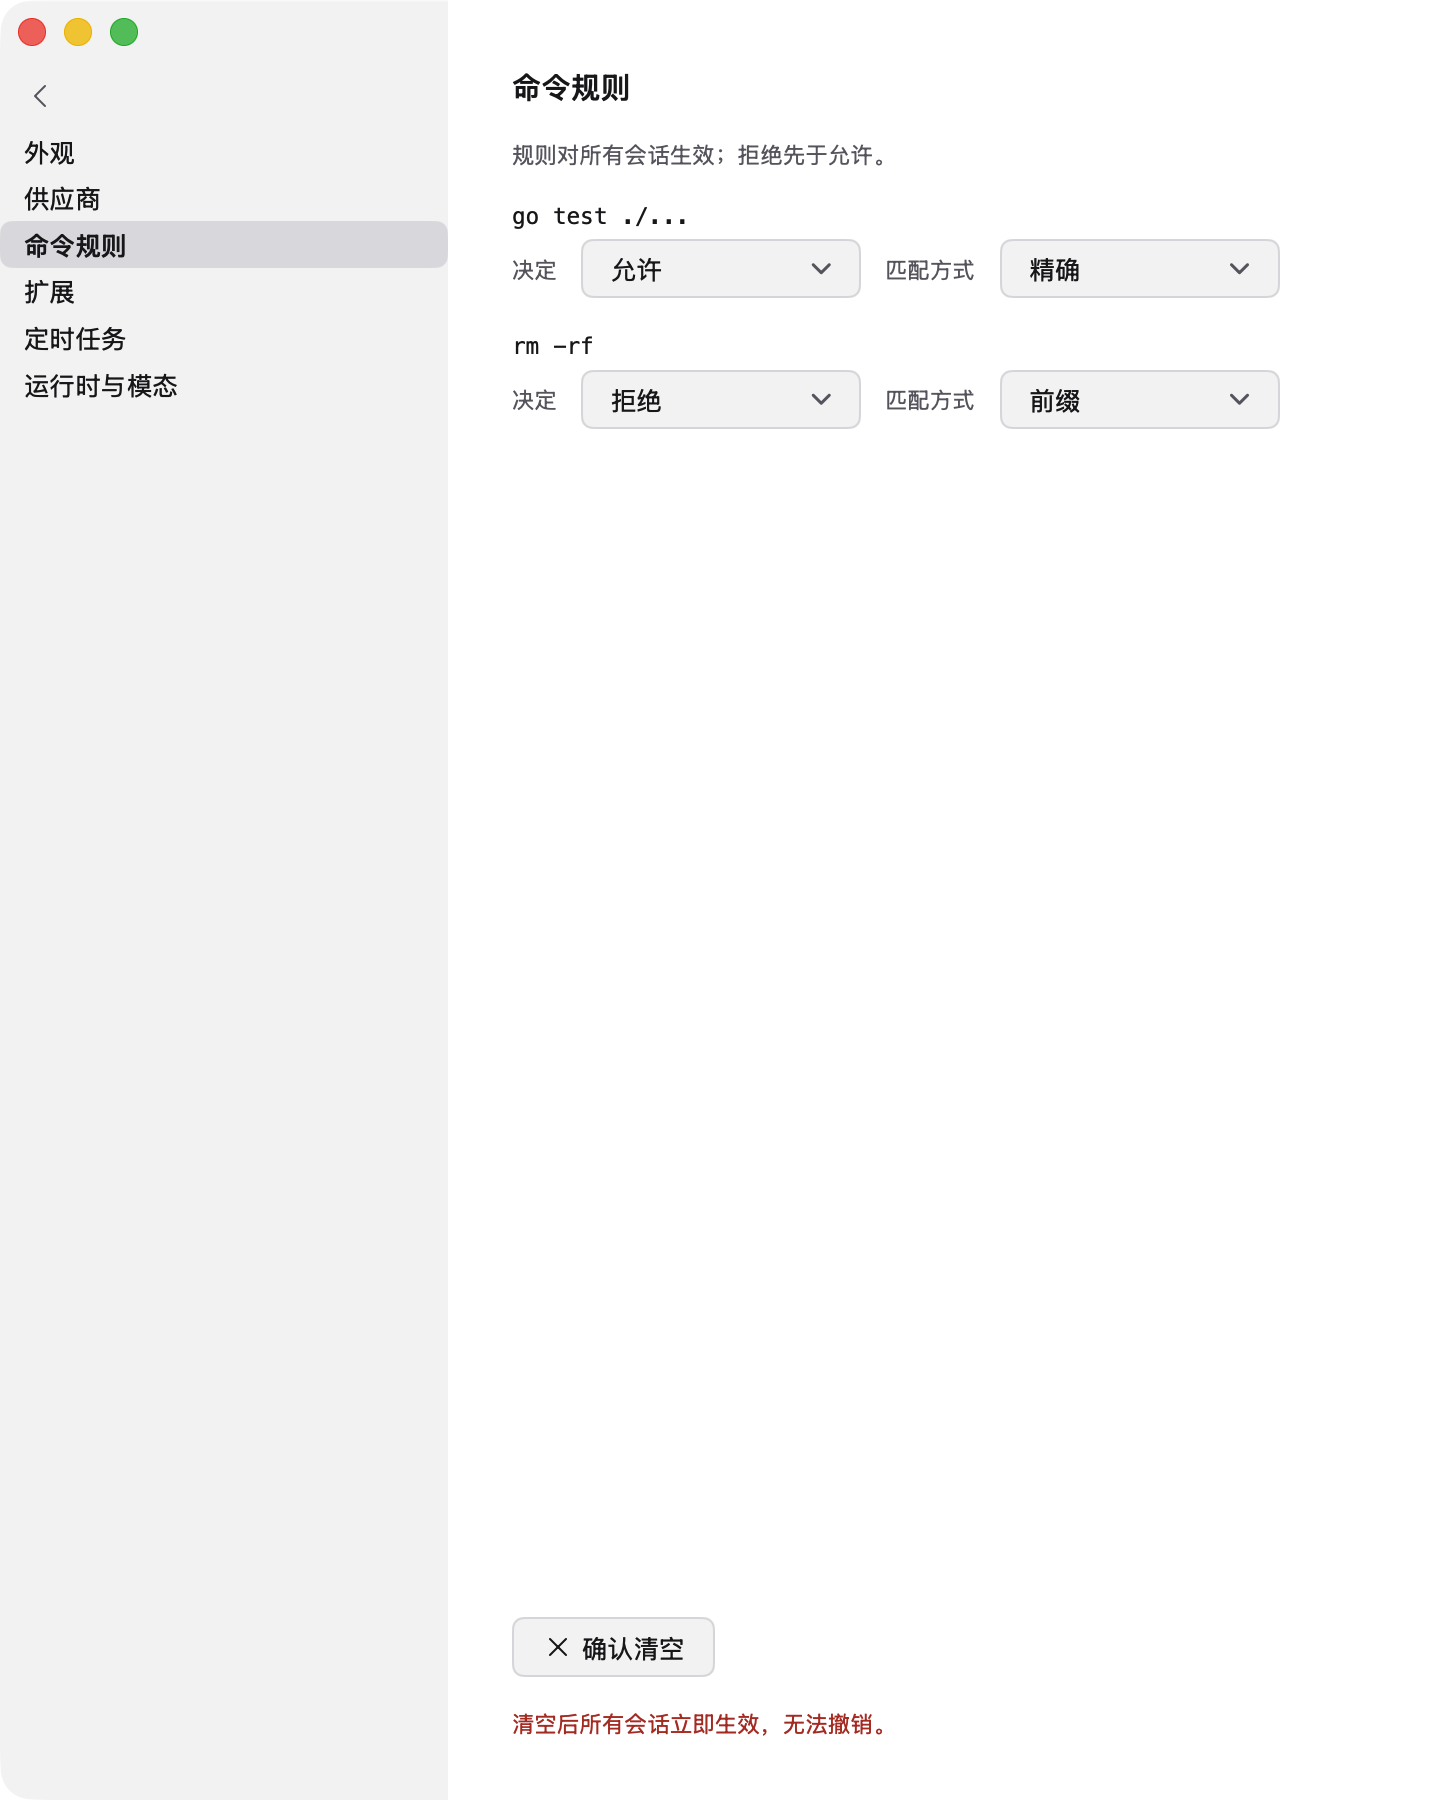 外观
供应商
命令规则
扩展
定时任务
运行时与模态
命令规则
规则对所有会话生效；拒绝先于允许。
go test ./...
决定 允许 匹配方式 精确
rm -rf
决定 拒绝 匹配方式 前缀
确认清空
清空后所有会话立即生效，无法撤销。